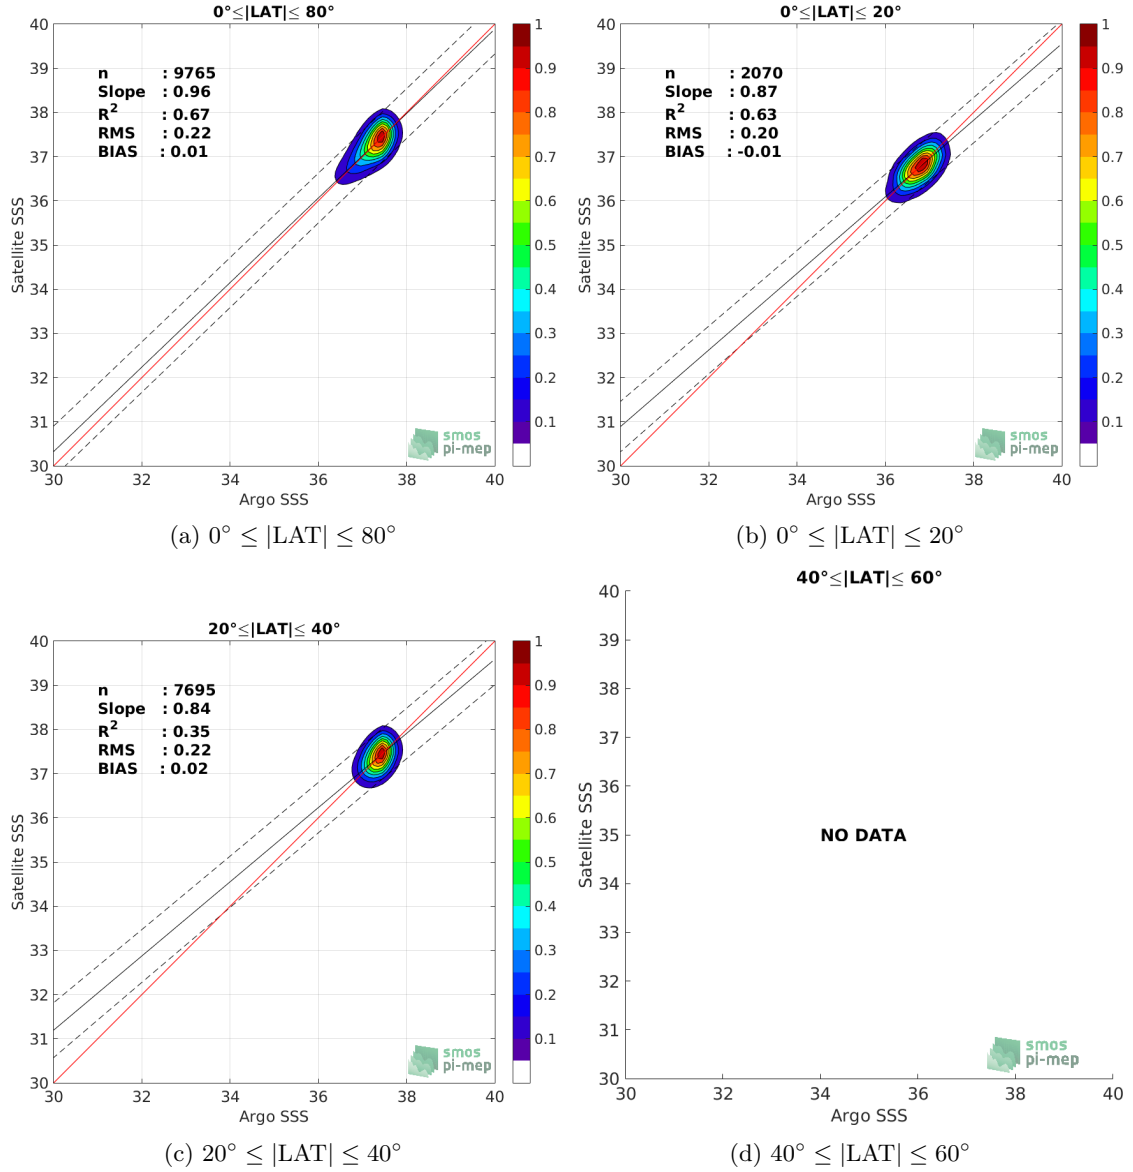 0°≤|LAT|≤ 80°
n : 9765
Slope : 0.96
R² : 0.67
RMS : 0.22
BIAS : 0.01
Satellite SSS
40
39
38
37
36
35
34
33
32
31
30
30 32 34 36 38 40
Argo SSS
1
0.9
0.8
0.7
0.6
0.5
0.4
0.3
0.2
0.1
smos
pi-mep
(a) 0° ≤ |LAT| ≤ 80°
0°≤|LAT|≤ 20°
n : 2070
Slope : 0.87
R² : 0.63
RMS : 0.20
BIAS : -0.01
Satellite SSS
40
39
38
37
36
35
34
33
32
31
30
30 32 34 36 38 40
Argo SSS
1
0.9
0.8
0.7
0.6
0.5
0.4
0.3
0.2
0.1
smos
pi-mep
(b) 0° ≤ |LAT| ≤ 20°
20°≤|LAT|≤ 40°
n : 7695
Slope : 0.84
R² : 0.35
RMS : 0.22
BIAS : 0.02
Satellite SSS
40
39
38
37
36
35
34
33
32
31
30
30 32 34 36 38 40
Argo SSS
1
0.9
0.8
0.7
0.6
0.5
0.4
0.3
0.2
0.1
smos
pi-mep
(c) 20° ≤ |LAT| ≤ 40°
40°≤|LAT|≤ 60°
NO DATA
Satellite SSS
40
39
38
37
36
35
34
33
32
31
30
30 32 34 36 38 40
Argo SSS
smos
pi-mep
(d) 40° ≤ |LAT| ≤ 60°